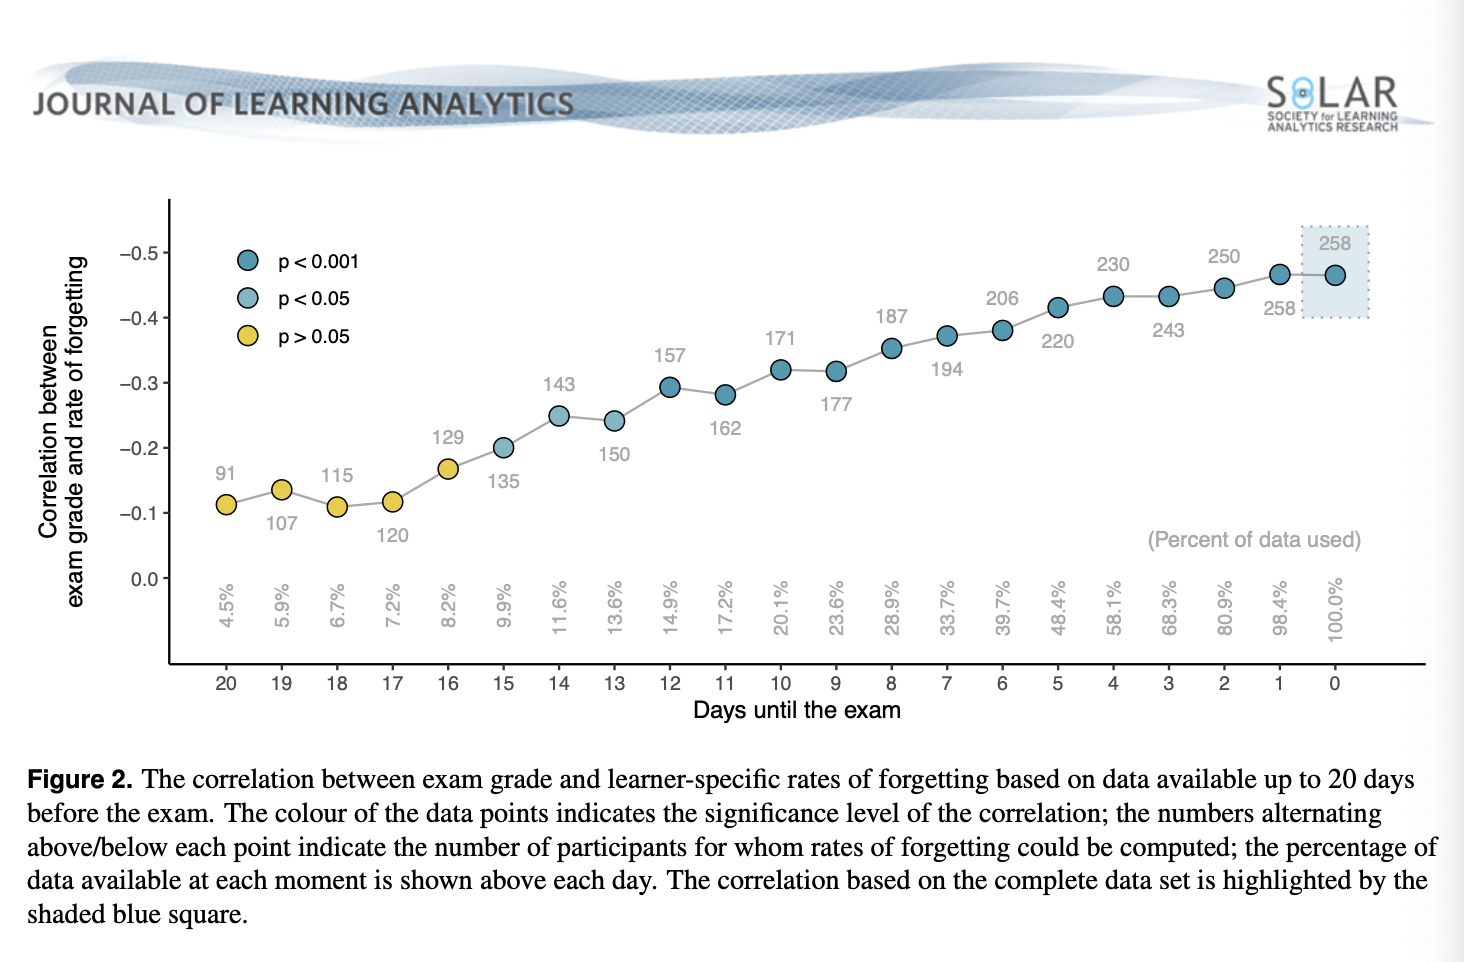 JOURNAL OF LEARNING ANALYTICS
SOLAR
SOCIETY for LEARNING
ANALYTICS RESEARCH
Correlation between
exam grade and rate of forgetting
−0.5
−0.4
−0.3
−0.2
−0.1
0.0
p < 0.001
p < 0.05
p > 0.05
91
107
115
120
129
135
143
150
157
162
171
177
187
194
206
220
230
243
250
258
258
(Percent of data used)
4.5%
5.9%
6.7%
7.2%
8.2%
9.9%
11.6%
13.6%
14.9%
17.2%
20.1%
23.6%
28.9%
33.7%
39.7%
48.4%
58.1%
68.3%
80.9%
98.4%
100.0%
20 19 18 17 16 15 14 13 12 11 10 9 8 7 6 5 4 3 2 1 0
Days until the exam
Figure 2. The correlation between exam grade and learner-specific rates of forgetting based on data available up to 20 days
before the exam. The colour of the data points indicates the significance level of the correlation; the numbers alternating
above/below each point indicate the number of participants for whom rates of forgetting could be computed; the percentage of
data available at each moment is shown above each day. The correlation based on the complete data set is highlighted by the
shaded blue square.